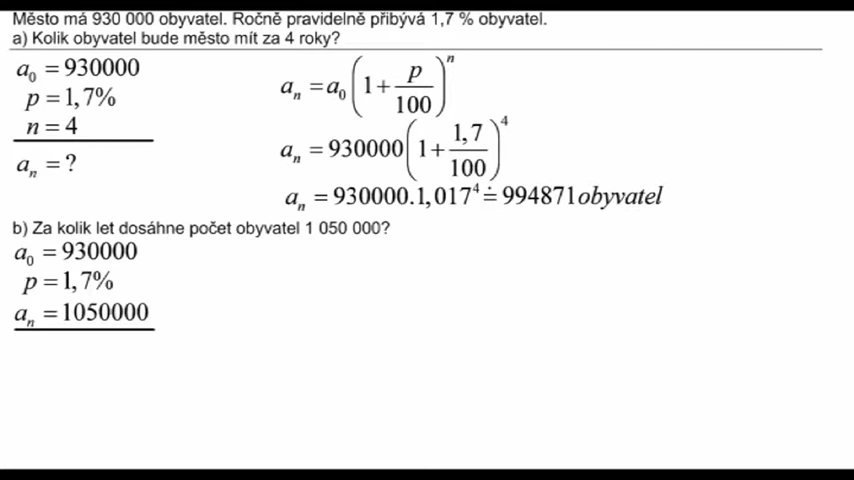 Město má 930 000 obyvatel. Ročně pravidelně přibývá 1,7 % obyvatel.
a) Kolik obyvatel bude město mít za 4 roky?
a₀ = 930000
p = 1,7%
n = 4
aₙ = ?
aₙ = a₀ (1 + p/100)ⁿ
aₙ = 930000 (1 + 1,7/100)⁴
aₙ = 930000.1,017⁴ ≐ 994871 obyvatel
b) Za kolik let dosáhne počet obyvatel 1 050 000?
a₀ = 930000
p = 1,7%
aₙ = 1050000